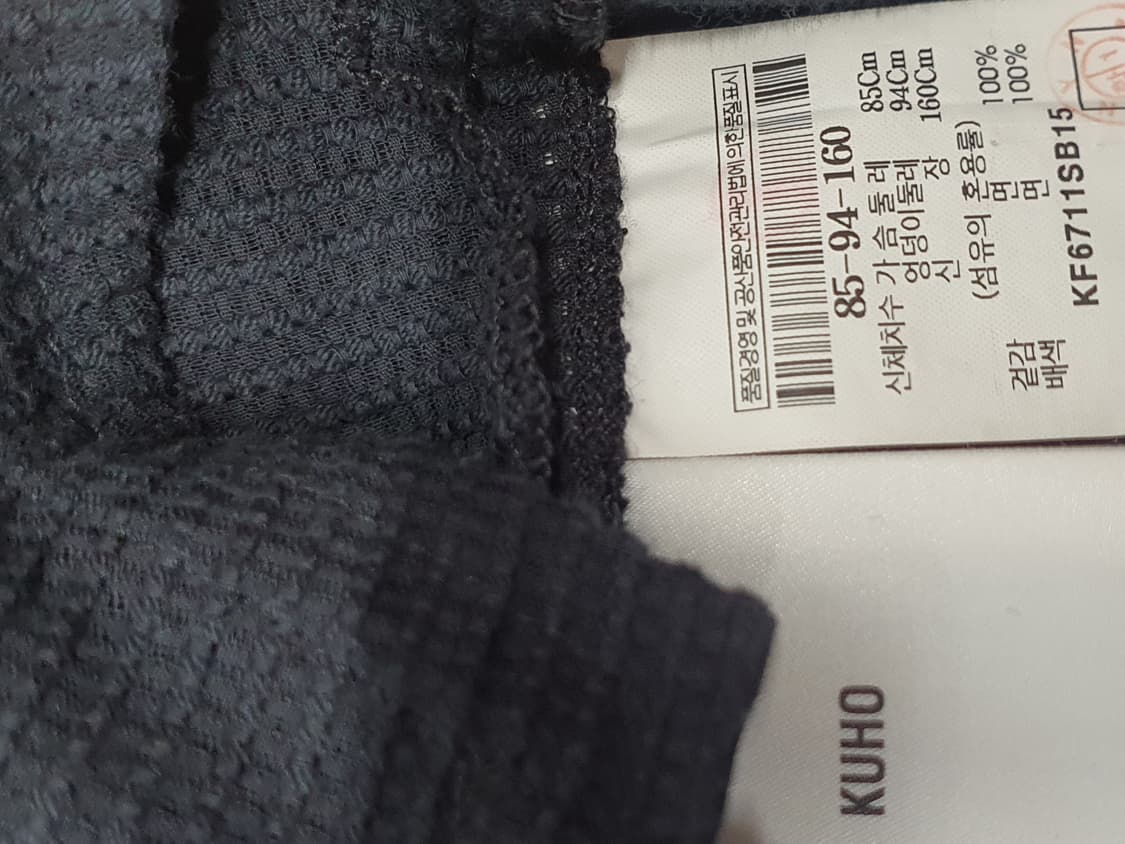 품질경영 및 공산품안전관리법에 의한 품질표시
85-94-160
신체치수 가슴둘레 85Cm
엉덩이둘레 94Cm
신장 160Cm
(섬유의 혼용률)
겉감 면 100%
배색 면 100%
KF6711SB15
KUHO